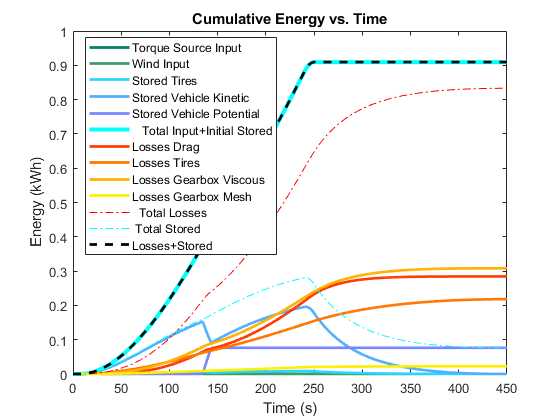 Cumulative Energy vs. Time
1
0.9
0.8
0.7
0.6
0.5
0.4
0.3
0.2
0.1
0
Energy (kWh)
Torque Source Input
Wind Input
Stored Tires
Stored Vehicle Kinetic
Stored Vehicle Potential
Total Input+Initial Stored
Losses Drag
Losses Tires
Losses Gearbox Viscous
Losses Gearbox Mesh
Total Losses
Total Stored
Losses+Stored
0 50 100 150 200 250 300 350 400 450
Time (s)